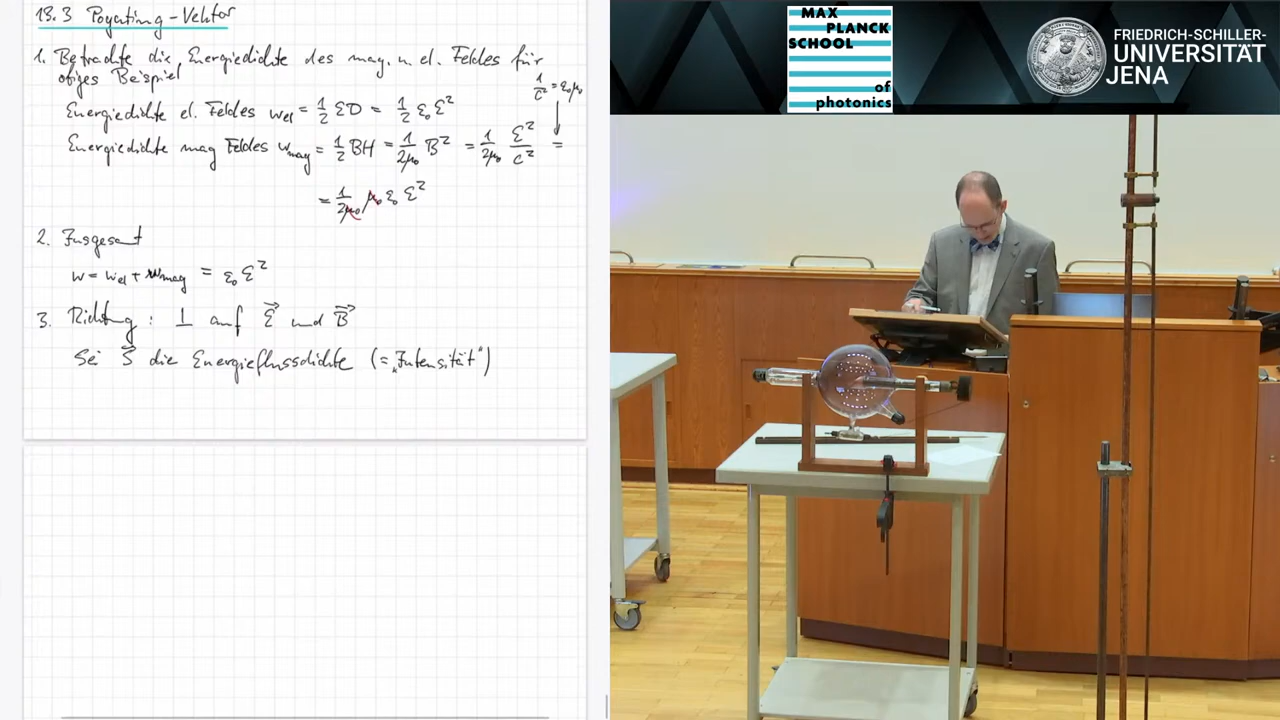 13.3 Poynting-Vektor
1. Betrachte die Energiedichte des mag. u. el. Feldes für
obiges Beispiel
1/c² = ε₀μ₀
Energiedichte el. Feldes w_el = 1/2 ED = 1/2 ε₀E²
Energiedichte mag Feldes w_mag = 1/2 BH = 1/2μ₀ B² = 1/2μ₀ E²/c² =
= 1/2μ₀ μ₀ ε₀ E²
2. Insgesamt
w = w_el + w_mag = ε₀ E²
3. Richtung: ⊥ auf E⃗ und B⃗
Sei S⃗ die Energieflussdichte (= "Intensität")
MAX
PLANCK
SCHOOL
of
photonics
FRIEDRICH-SCHILLER-
UNIVERSITÄT
JENA